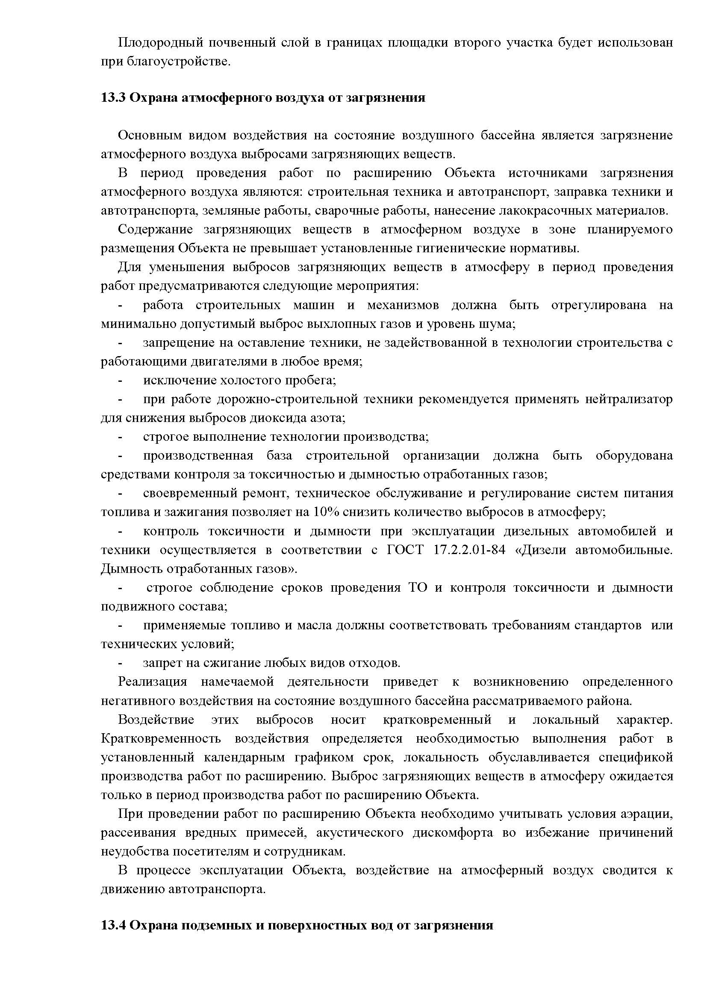 Плодородный почвенный слой в границах площадки второго участка будет использован
при благоустройстве.
13.3 Охрана атмосферного воздуха от загрязнения
Основным видом воздействия на состояние воздушного бассейна является загрязнение
атмосферного воздуха выбросами загрязняющих веществ.
В период проведения работ по расширению Объекта источниками загрязнения
атмосферного воздуха являются: строительная техника и автотранспорт, заправка техники и
автотранспорта, земляные работы, сварочные работы, нанесение лакокрасочных материалов.
Содержание загрязняющих веществ в атмосферном воздухе в зоне планируемого
размещения Объекта не превышает установленные гигиенические нормативы.
Для уменьшения выбросов загрязняющих веществ в атмосферу в период проведения
работ предусматриваются следующие мероприятия:
- работа строительных машин и механизмов должна быть отрегулирована на
минимально допустимый выброс выхлопных газов и уровень шума;
- запрещение на оставление техники, не задействованной в технологии строительства с
работающими двигателями в любое время;
- исключение холостого пробега;
- при работе дорожно-строительной техники рекомендуется применять нейтрализатор
для снижения выбросов диоксида азота;
- строгое выполнение технологии производства;
- производственная база строительной организации должна быть оборудована
средствами контроля за токсичностью и дымностью отработанных газов;
- своевременный ремонт, техническое обслуживание и регулирование систем питания
топлива и зажигания позволяет на 10% снизить количество выбросов в атмосферу;
- контроль токсичности и дымности при эксплуатации дизельных автомобилей и
техники осуществляется в соответствии с ГОСТ 17.2.2.01-84 «Дизели автомобильные.
Дымность отработанных газов».
- строгое соблюдение сроков проведения ТО и контроля токсичности и дымности
подвижного состава;
- применяемые топливо и масла должны соответствовать требованиям стандартов или
технических условий;
- запрет на сжигание любых видов отходов.
Реализация намечаемой деятельности приведет к возникновению определенного
негативного воздействия на состояние воздушного бассейна рассматриваемого района.
Воздействие этих выбросов носит кратковременный и локальный характер.
Кратковременность воздействия определяется необходимостью выполнения работ в
установленный календарным графиком срок, локальность обуславливается спецификой
производства работ по расширению. Выброс загрязняющих веществ в атмосферу ожидается
только в период производства работ по расширению Объекта.
При проведении работ по расширению Объекта необходимо учитывать условия аэрации,
рассеивания вредных примесей, акустического дискомфорта во избежание причинений
неудобства посетителям и сотрудникам.
В процессе эксплуатации Объекта, воздействие на атмосферный воздух сводится к
движению автотранспорта.
13.4 Охрана подземных и поверхностных вод от загрязнения